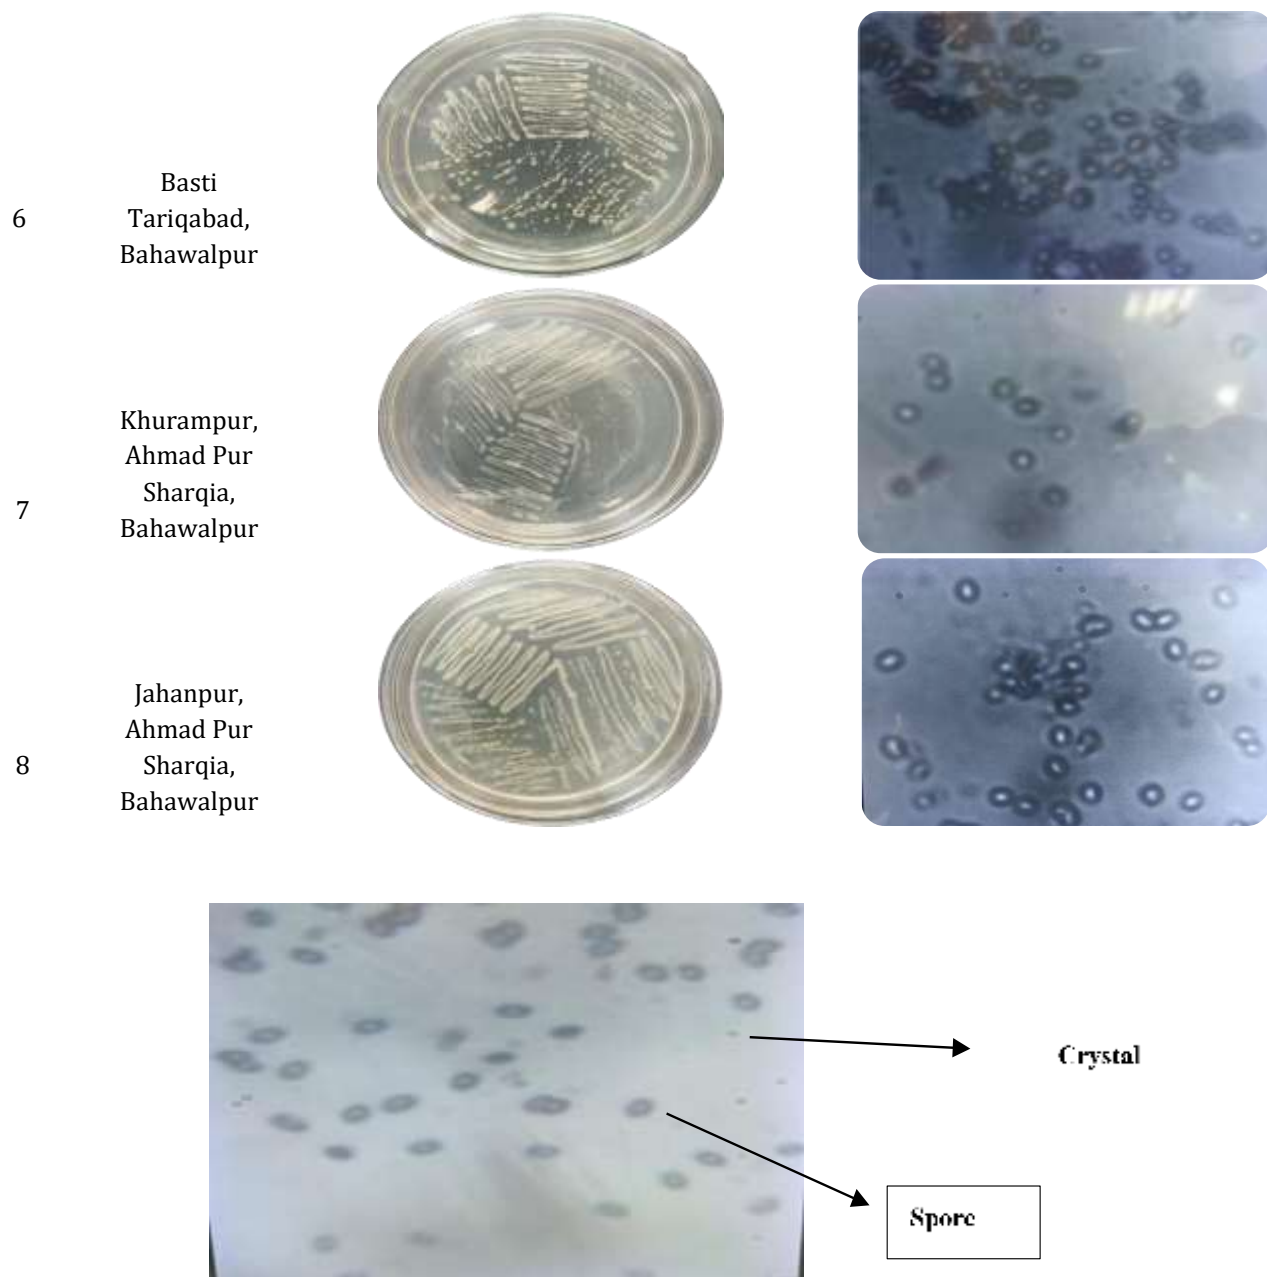 6
Basti
Tariqabad,
Bahawalpur
7
Khurampur,
Ahmad Pur
Sharqia,
Bahawalpur
8
Jahanpur,
Ahmad Pur
Sharqia,
Bahawalpur
Crystal
Spore